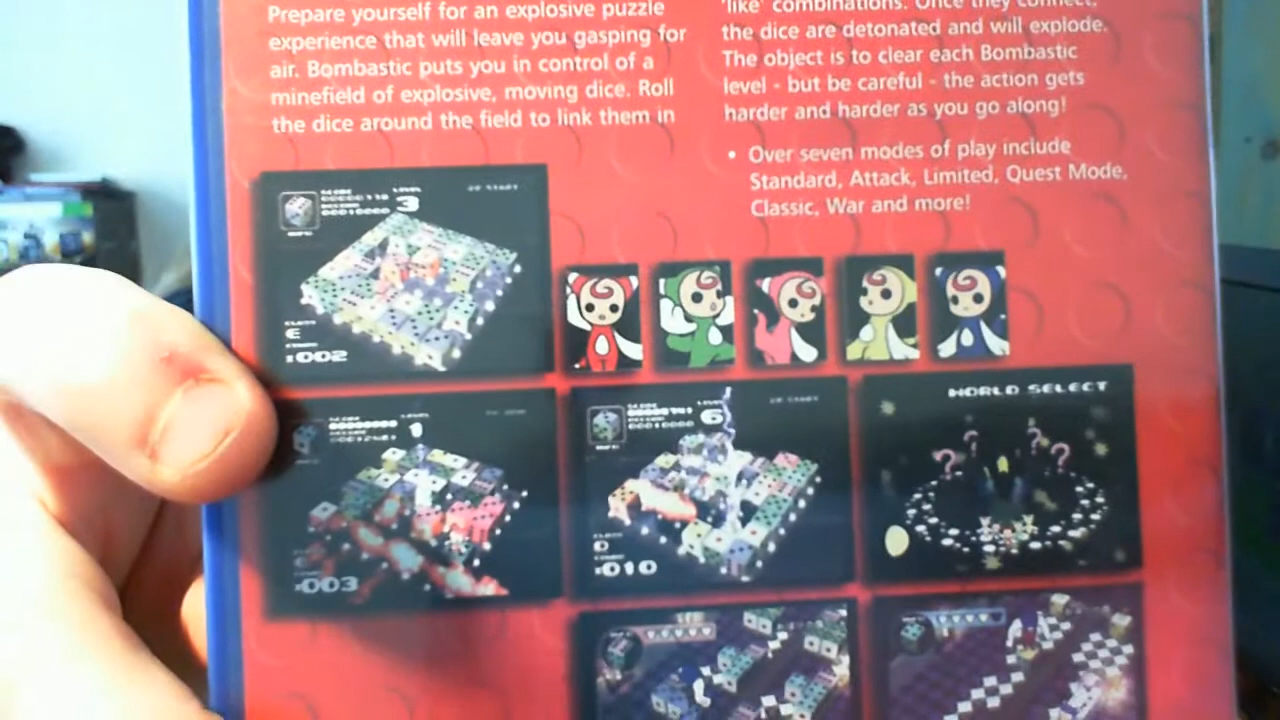 Prepare yourself for an explosive puzzle
experience that will leave you gasping for
air. Bombastic puts you in control of a
minefield of explosive, moving dice. Roll
the dice around the field to link them in
'like' combinations. Once they connect,
the dice are detonated and will explode.
The object is to clear each Bombastic
level - but be careful - the action gets
harder and harder as you go along!
• Over seven modes of play include
Standard, Attack, Limited, Quest Mode,
Classic, War and more!
SCORE LEVEL
3
E
:002
1
:003
6
D
:010
WORLD SELECT